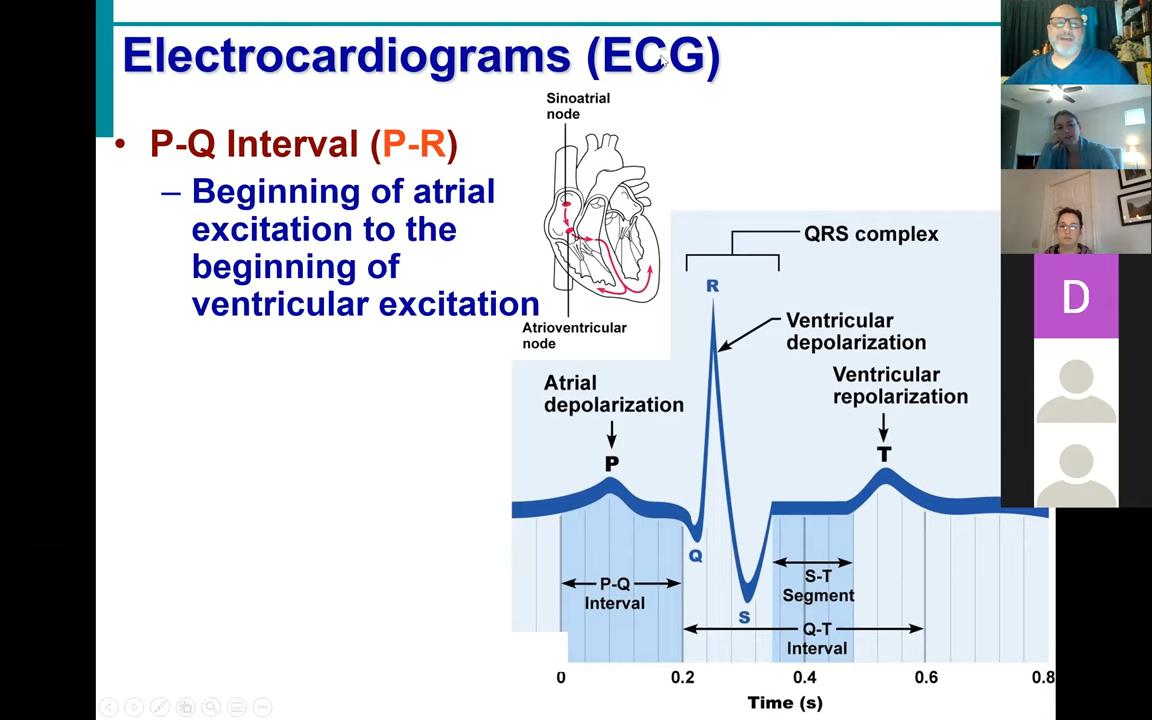 Electrocardiograms (ECG)
• P-Q Interval (P-R)
– Beginning of atrial
excitation to the
beginning of
ventricular excitation
Sinoatrial
node
Atrioventricular
node
QRS complex
R
Ventricular
depolarization
Ventricular
repolarization
Atrial
depolarization
P
T
Q
S
P-Q
Interval
S-T
Segment
Q-T
Interval
0
0.2
0.4
0.6
0.8
Time (s)
D